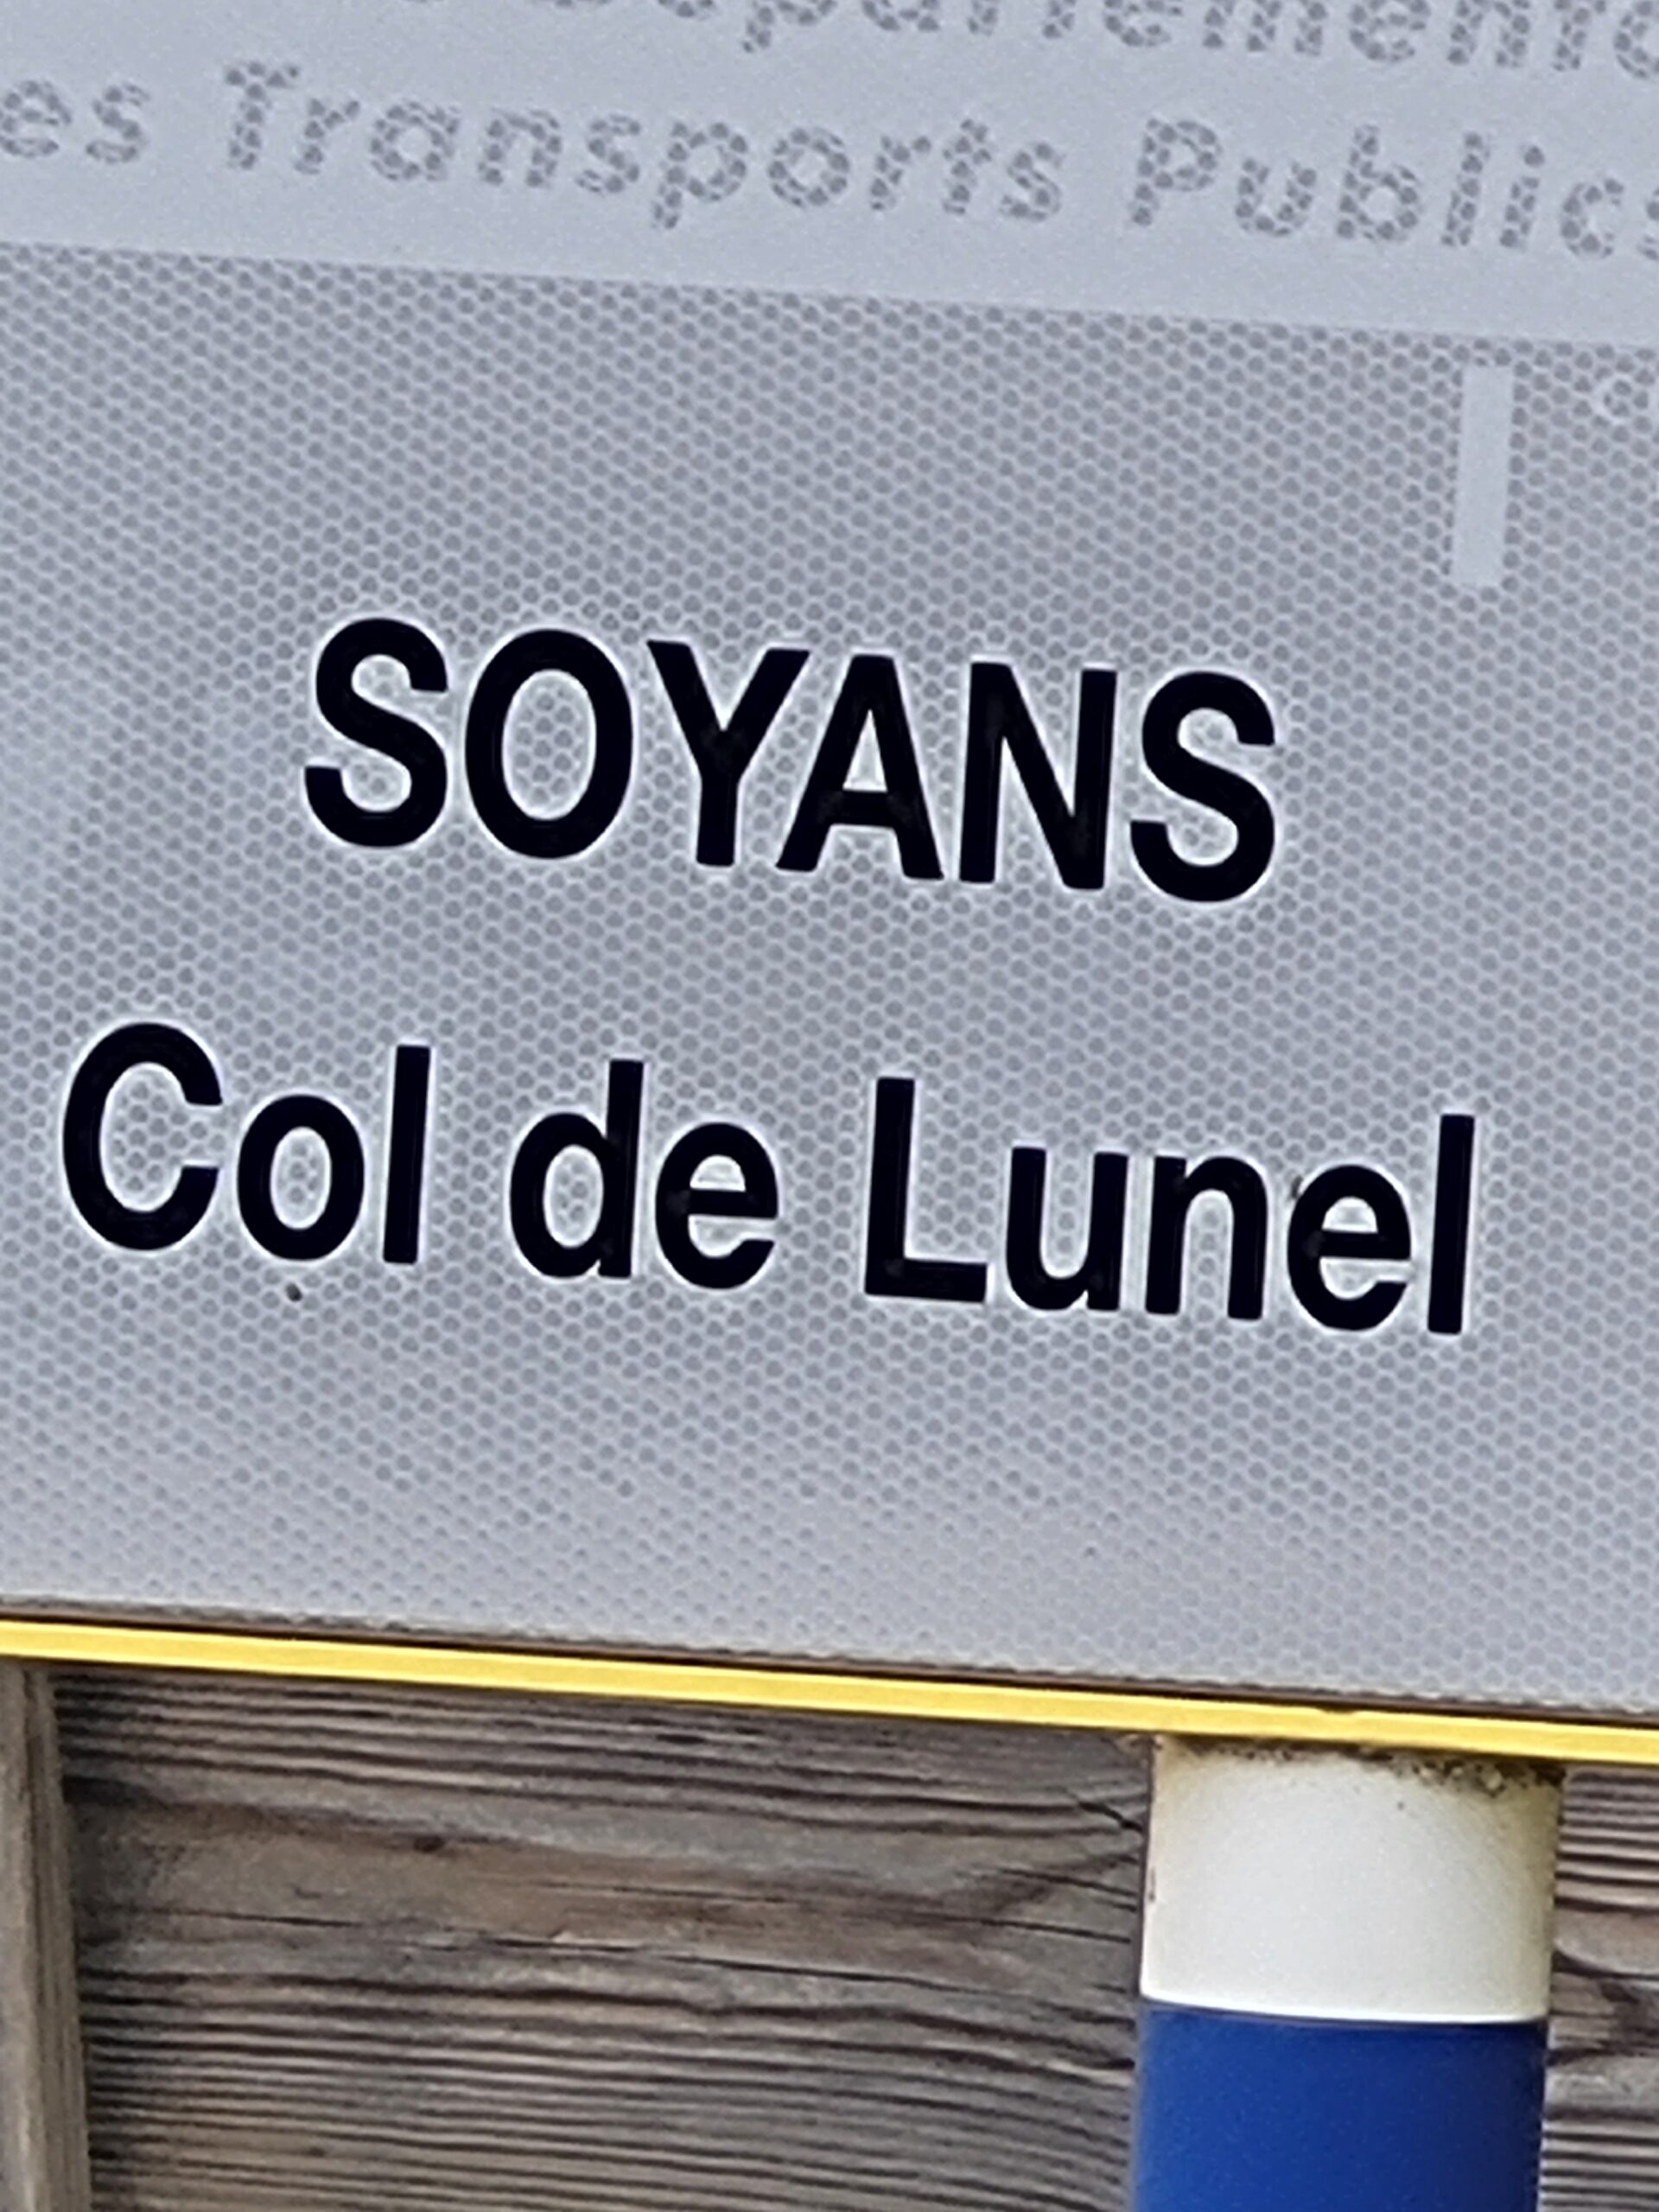 es Transports Publics
SOYANS
Col de Lunel